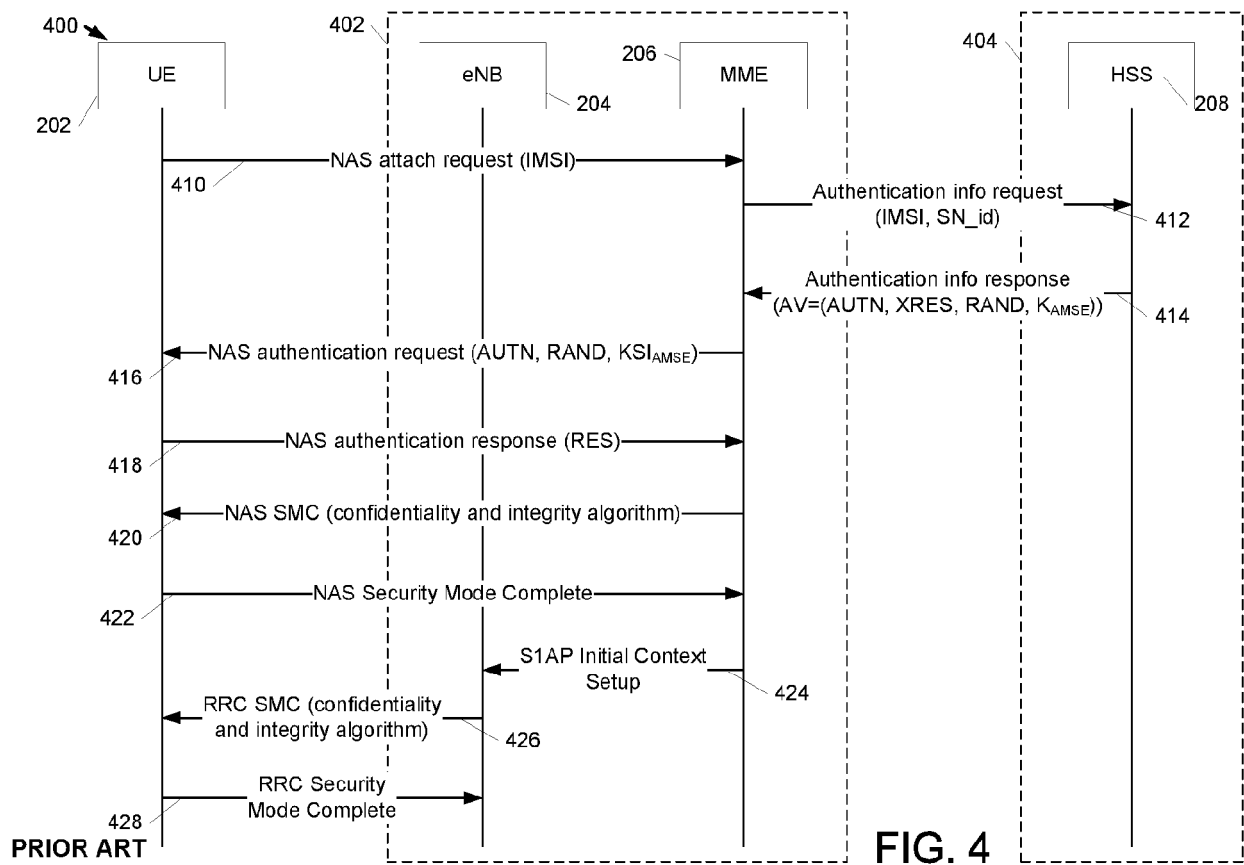 400
402
404
UE
eNB
206
MME
HSS
202
204
208
NAS attach request (IMSI)
410
Authentication info request
(IMSI, SN_id)
412
Authentication info response
(AV=(AUTN, XRES, RAND, KAMSE))
414
NAS authentication request (AUTN, RAND, KSIAMSE)
416
NAS authentication response (RES)
418
NAS SMC (confidentiality and integrity algorithm)
420
NAS Security Mode Complete
422
S1AP Initial Context
Setup
424
RRC SMC (confidentiality
and integrity algorithm)
426
RRC Security
Mode Complete
428
PRIOR ART
FIG. 4